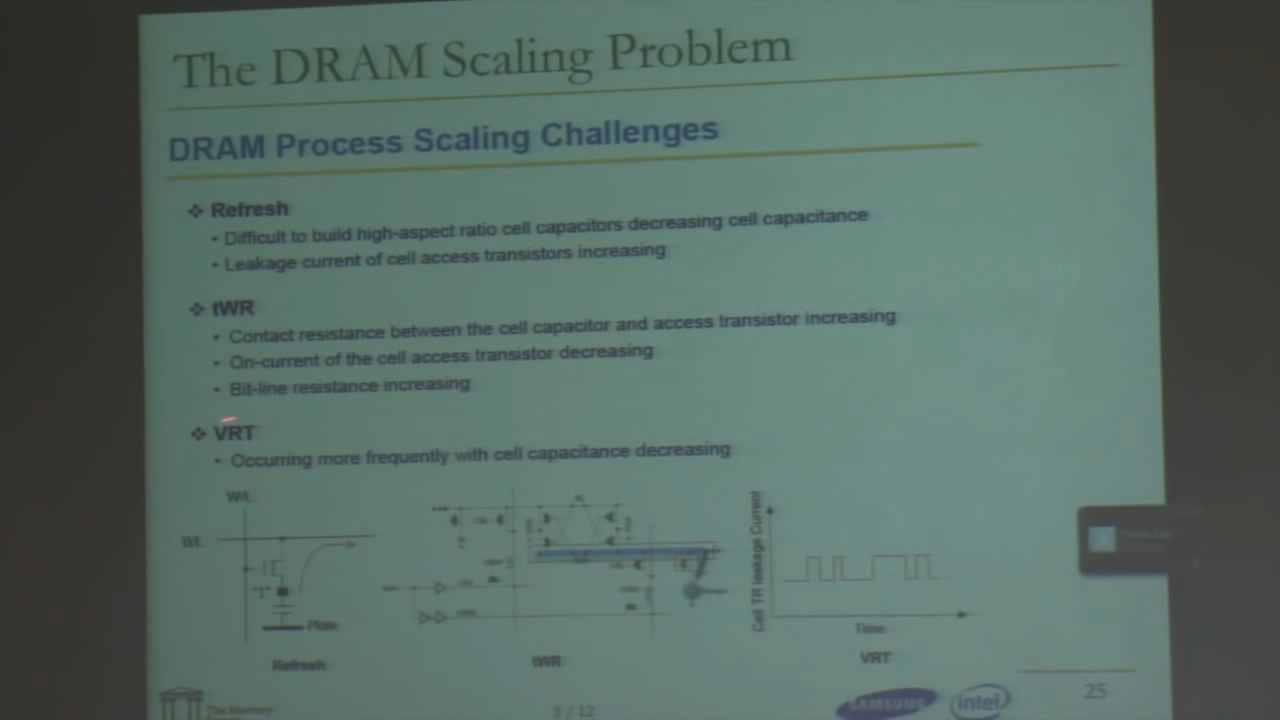 The DRAM Scaling Problem
DRAM Process Scaling Challenges
❖ Refresh
• Difficult to build high-aspect ratio cell capacitors decreasing cell capacitance
• Leakage current of cell access transistors increasing
❖ tWR
• Contact resistance between the cell capacitor and access transistor increasing
• On-current of the cell access transistor decreasing
• Bit-line resistance increasing
❖ VRT
• Occurring more frequently with cell capacitance decreasing
W/L
B/L
"1"
Plate
Refresh
tWR
Cell TR leakage Current
Time
VRT
The Memory
3 / 12
SAMSUNG
intel
25